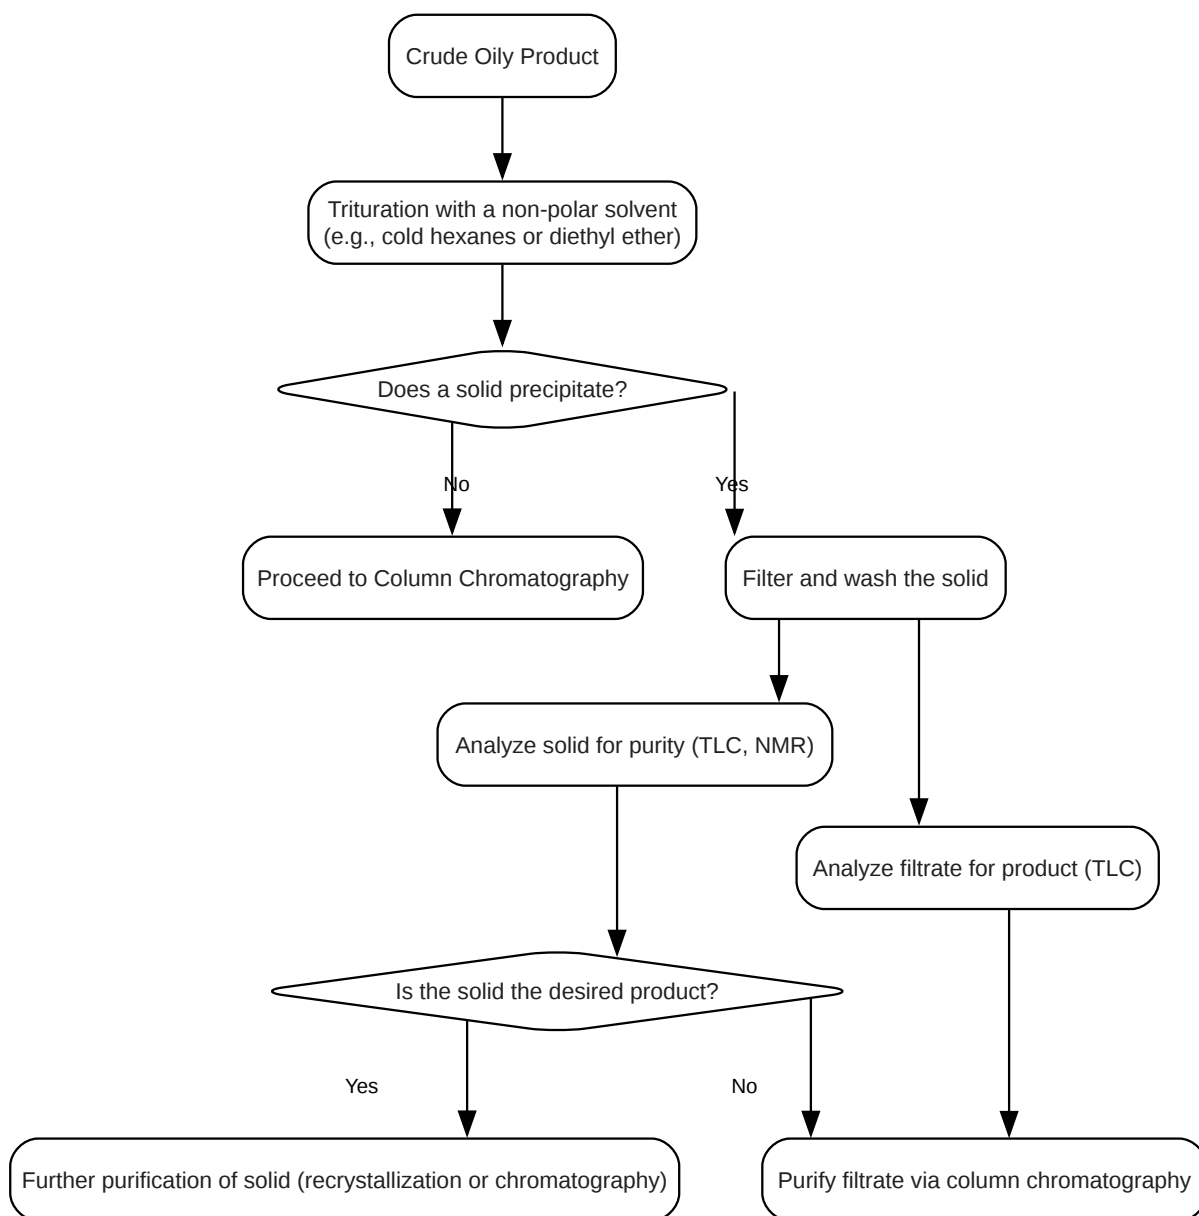 Crude Oily Product
Trituration with a non-polar solvent
(e.g., cold hexanes or diethyl ether)
Does a solid precipitate?
No
Yes
Proceed to Column Chromatography
Filter and wash the solid
Analyze solid for purity (TLC, NMR)
Analyze filtrate for product (TLC)
Is the solid the desired product?
Yes
No
Further purification of solid (recrystallization or chromatography)
Purify filtrate via column chromatography